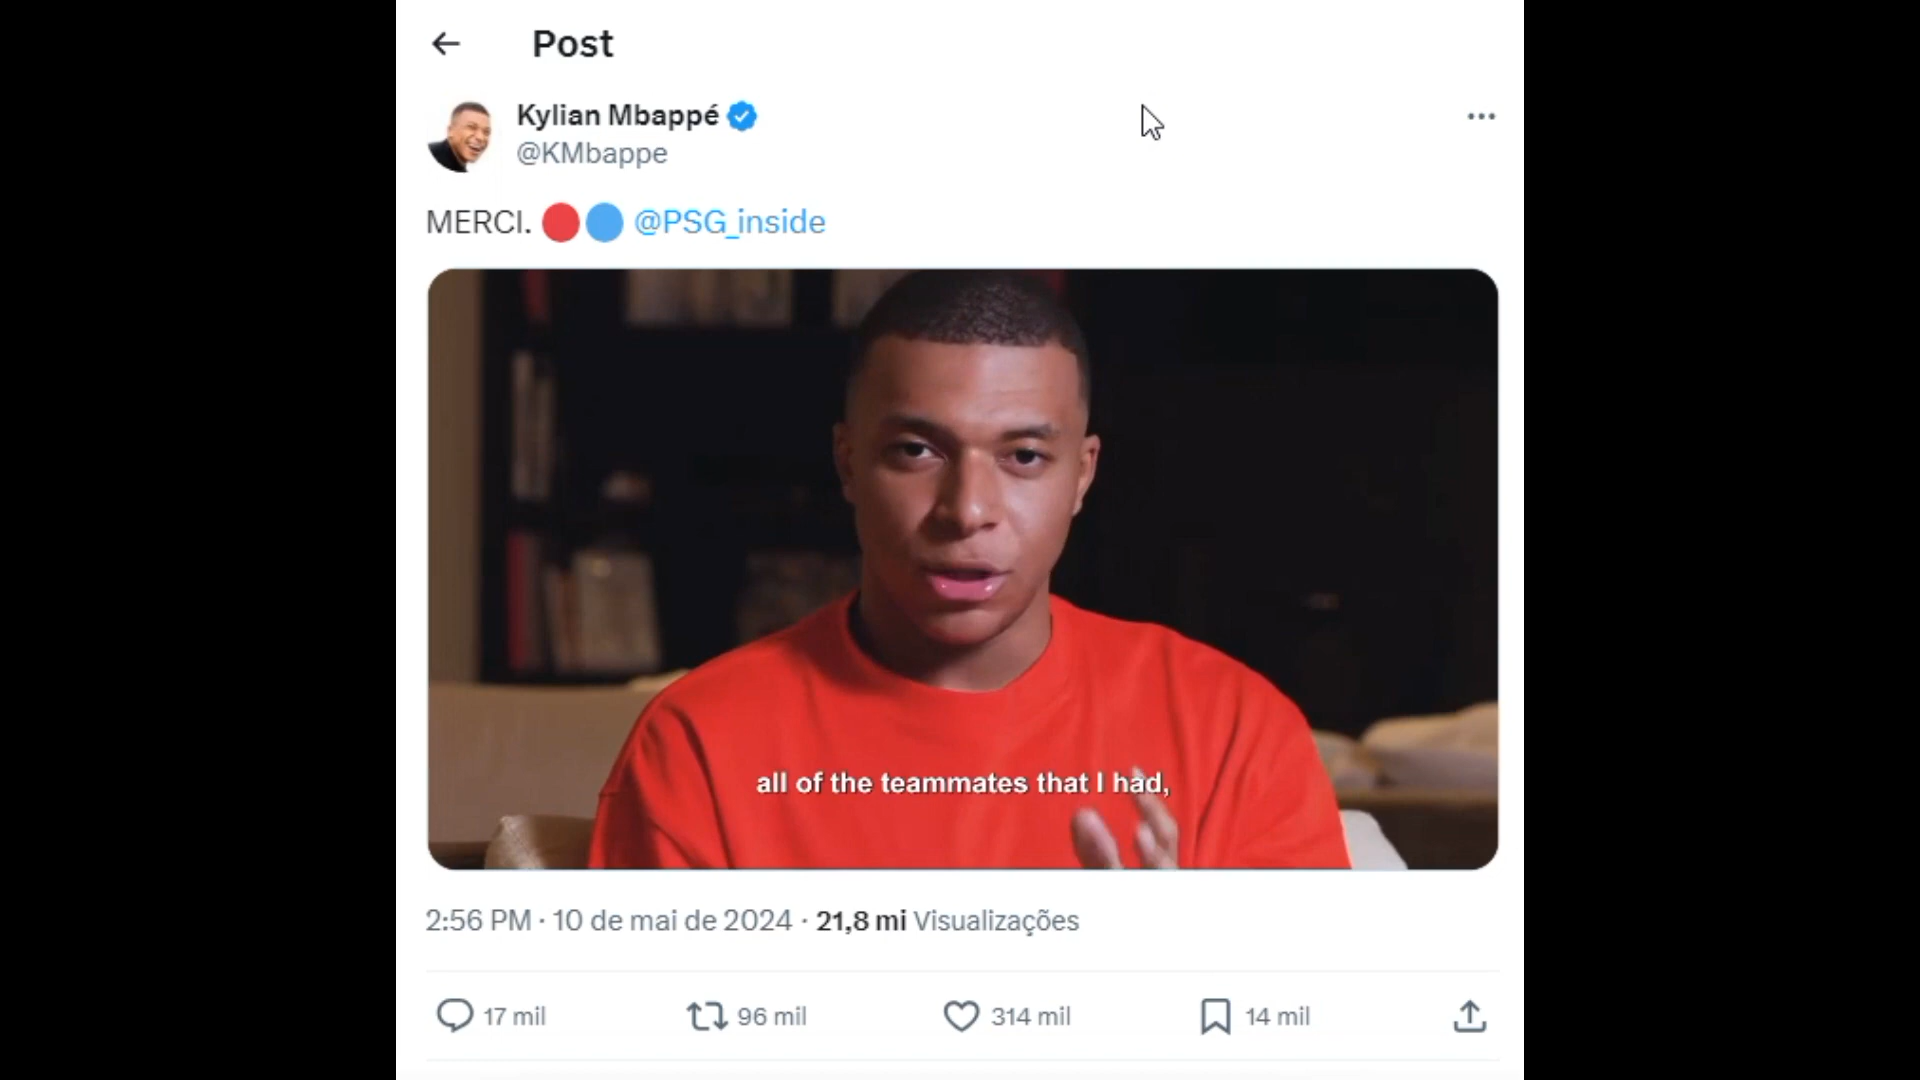 Post
Kylian Mbappé
@KMbappe
MERCI. 🔴🔵 @PSG_inside
all of the teammates that I had,
2:56 PM · 10 de mai de 2024 · 21,8 mi Visualizações
17 mil 96 mil 314 mil 14 mil